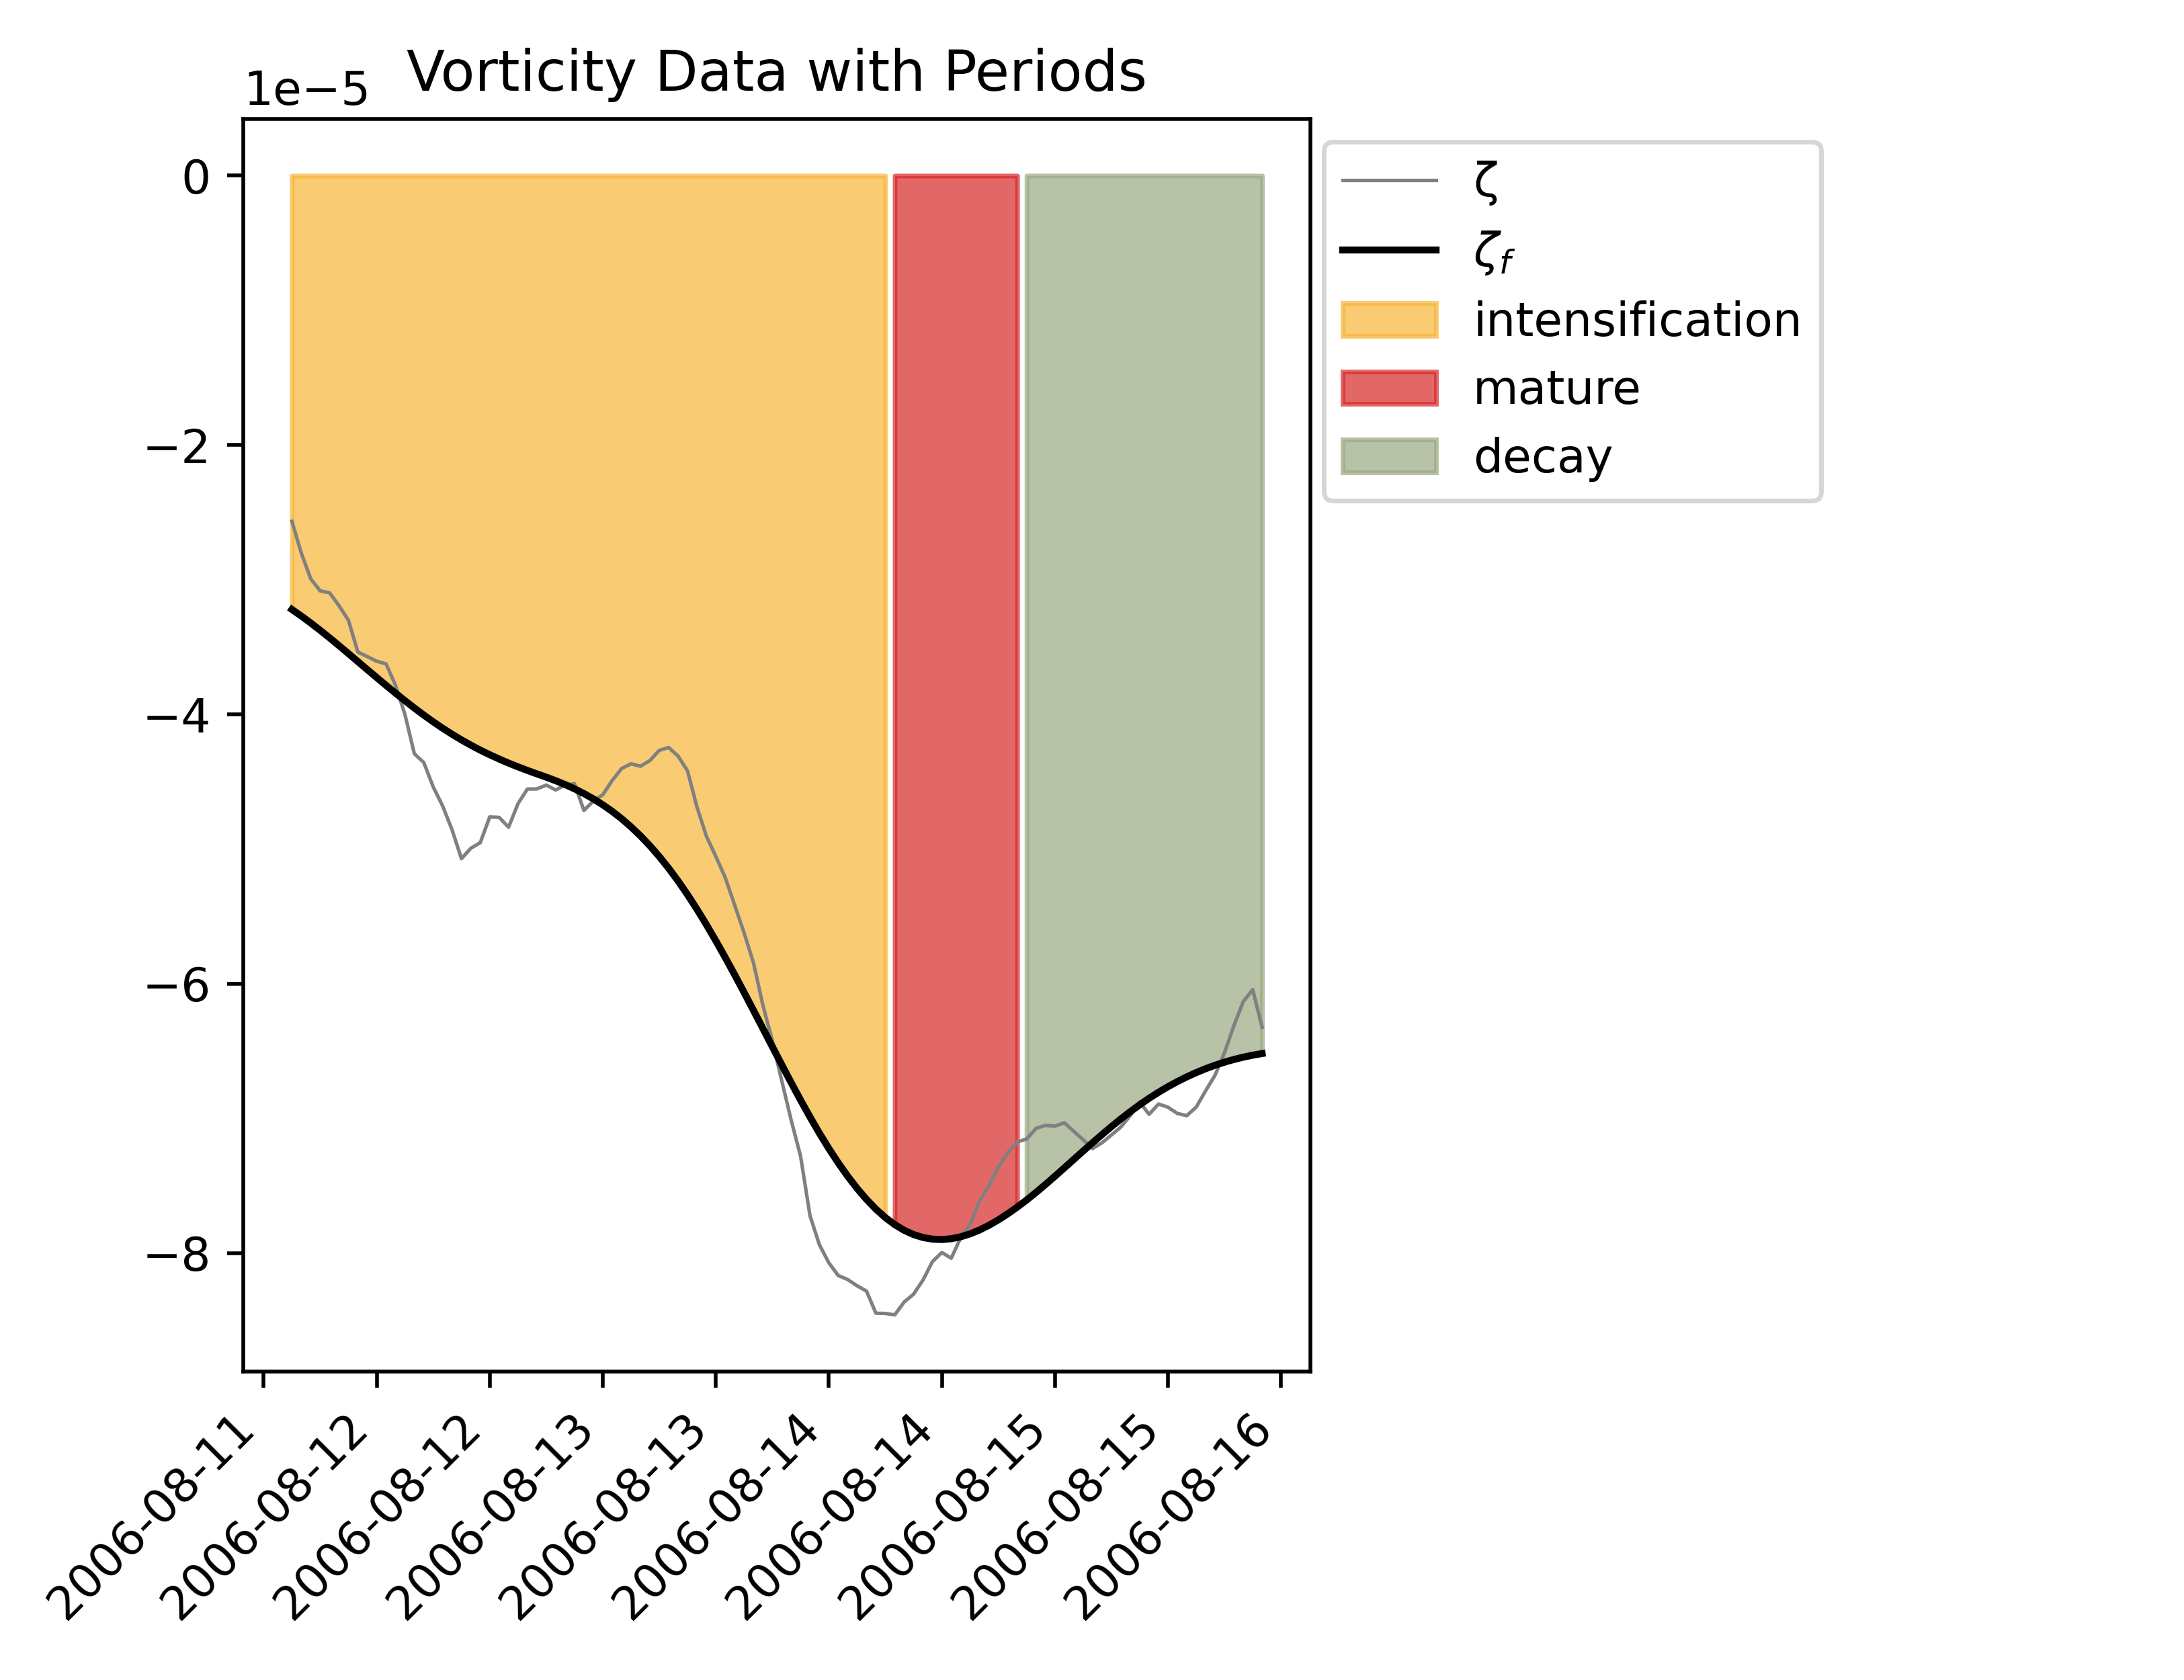 Vorticity Data with Periods
1e−5
0
−2
−4
−6
−8
2006-08-11
2006-08-12
2006-08-12
2006-08-13
2006-08-13
2006-08-14
2006-08-14
2006-08-15
2006-08-15
2006-08-16
ζ
ζf
intensification
mature
decay